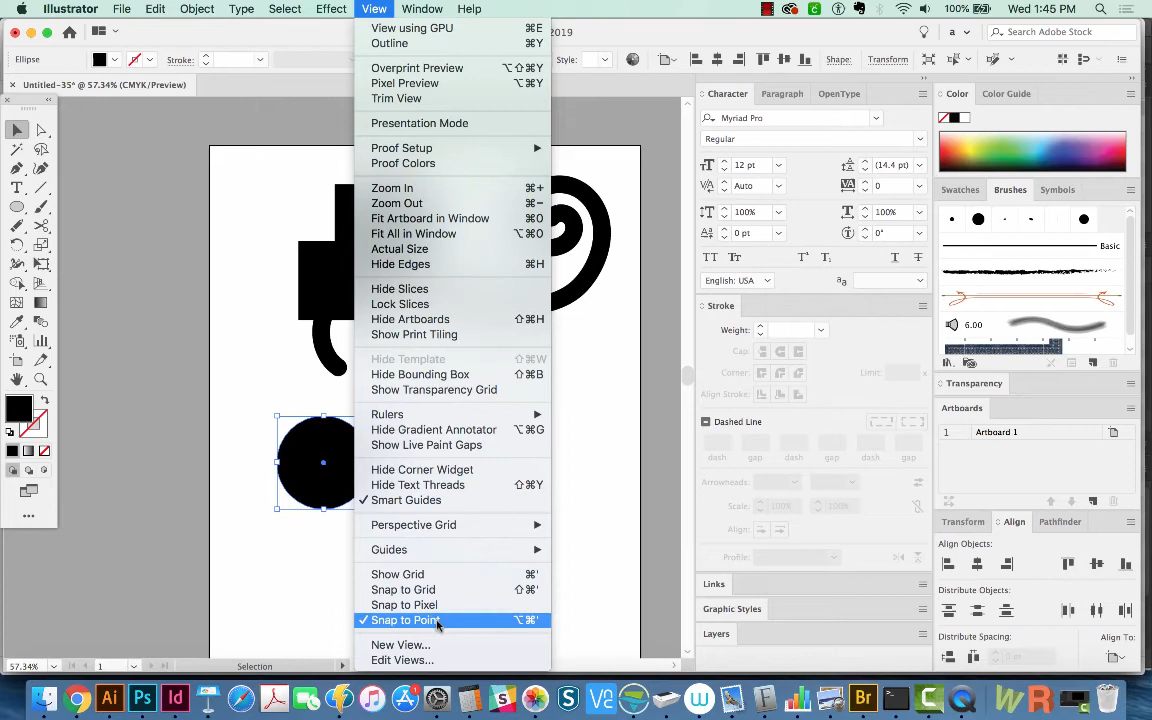 Illustrator File Edit Object Type Select Effect View Window Help
100% Wed 1:45 PM
2019
a
Search Adobe Stock
Ellipse
Stroke:
Style:
Shape:
Transform
Untitled-35* @ 57.34% (CMYK/Preview)
View using GPU ⌘E
Outline ⌘Y
Overprint Preview ⌥⇧⌘Y
Pixel Preview ⌥⌘Y
Trim View
Presentation Mode
Proof Setup
Proof Colors
Zoom In ⌘+
Zoom Out ⌘−
Fit Artboard in Window ⌘0
Fit All in Window ⌥⌘0
Actual Size
Hide Edges ⌘H
Hide Slices
Lock Slices
Hide Artboards ⇧⌘H
Show Print Tiling
Hide Template ⇧⌘W
Hide Bounding Box ⇧⌘B
Show Transparency Grid
Rulers
Hide Gradient Annotator ⌥⌘G
Show Live Paint Gaps
Hide Corner Widget
Hide Text Threads ⇧⌘Y
✓ Smart Guides
Perspective Grid
Guides
Show Grid ⌘'
Snap to Grid ⇧⌘'
Snap to Pixel
✓ Snap to Point ⌥⌘'
New View...
Edit Views...
Character Paragraph OpenType
Myriad Pro
Regular
12 pt (14.4 pt)
Auto 0
100% 100%
0 pt 0°
English: USA
Stroke
Weight:
Cap:
Corner: Limit: x
Align Stroke:
Dashed Line
dash gap dash gap dash gap
Arrowheads:
Scale: 100% 100%
Align:
Profile:
Links
Graphic Styles
Layers
Color Color Guide
Swatches Brushes Symbols
Basic
6.00
Transparency
Artboards
1 Artboard 1
Transform Align Pathfinder
Align Objects:
Distribute Objects:
Distribute Spacing: Align To:
0 px
57.34% 1 Selection
Ai Ps Id Br